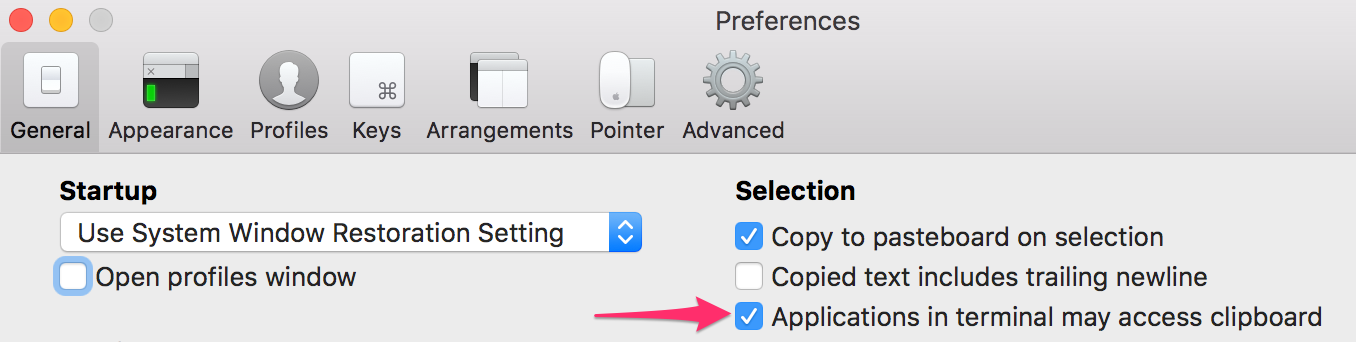 Preferences
General Appearance Profiles Keys Arrangements Pointer Advanced
Startup
Use System Window Restoration Setting
Open profiles window
Selection
Copy to pasteboard on selection
Copied text includes trailing newline
Applications in terminal may access clipboard